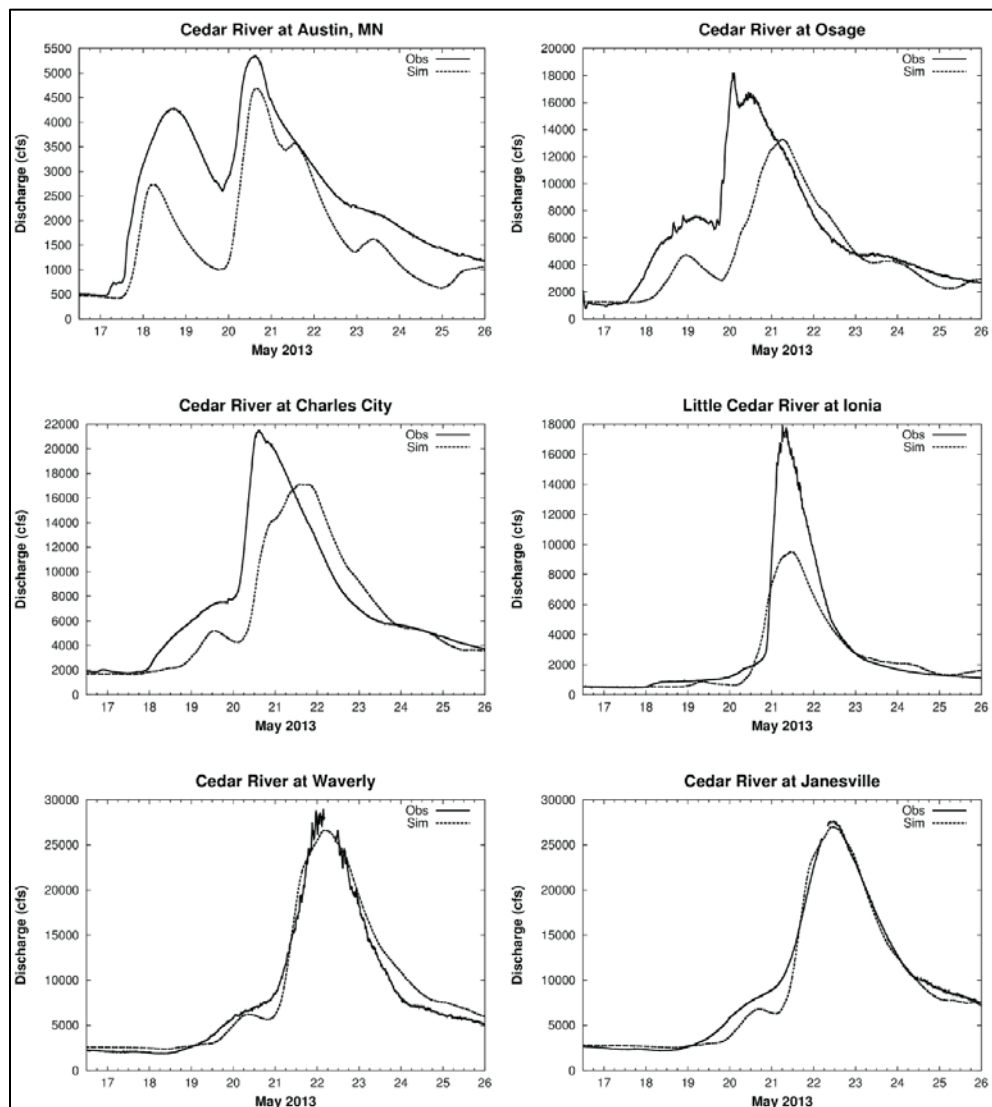 Cedar River at Austin, MN
Discharge (cfs)
5500
5000
4500
4000
3500
3000
2500
2000
1500
1000
500
0
Obs
Sim
17 18 19 20 21 22 23 24 25 26
May 2013
Cedar River at Osage
Discharge (cfs)
20000
18000
16000
14000
12000
10000
8000
6000
4000
2000
0
Obs
Sim
17 18 19 20 21 22 23 24 25 26
May 2013
Cedar River at Charles City
Discharge (cfs)
22000
20000
18000
16000
14000
12000
10000
8000
6000
4000
2000
0
Obs
Sim
17 18 19 20 21 22 23 24 25 26
May 2013
Little Cedar River at Ionia
Discharge (cfs)
18000
16000
14000
12000
10000
8000
6000
4000
2000
0
Obs
Sim
17 18 19 20 21 22 23 24 25 26
May 2013
Cedar River at Waverly
Discharge (cfs)
30000
25000
20000
15000
10000
5000
0
Obs
Sim
17 18 19 20 21 22 23 24 25 26
May 2013
Cedar River at Janesville
Discharge (cfs)
30000
25000
20000
15000
10000
5000
0
Obs
Sim
17 18 19 20 21 22 23 24 25 26
May 2013